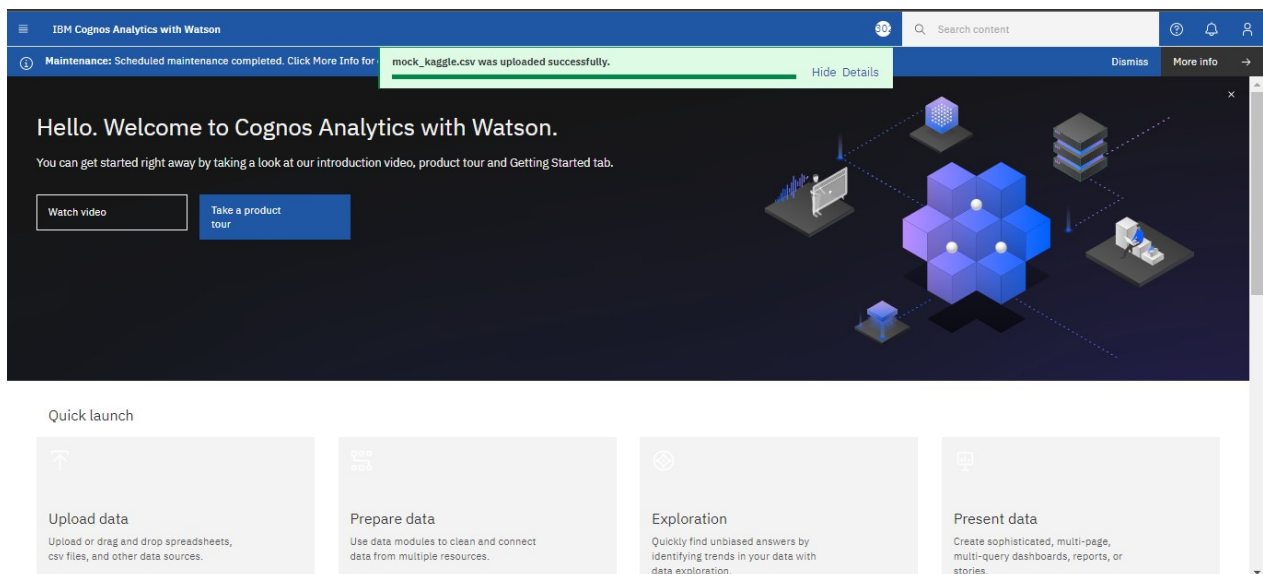 IBM Cognos Analytics with Watson
Search content
Maintenance: Scheduled maintenance completed. Click More Info for
mock_kaggle.csv was uploaded successfully.
Hide Details
Dismiss
More info
Hello. Welcome to Cognos Analytics with Watson.
You can get started right away by taking a look at our introduction video, product tour and Getting Started tab.
Watch video
Take a product
tour
Quick launch
Upload data
Upload or drag and drop spreadsheets,
csv files, and other data sources.
Prepare data
Use data modules to clean and connect
data from multiple resources.
Exploration
Quickly find unbiased answers by
identifying trends in your data with
data exploration.
Present data
Create sophisticated, multi-page,
multi-query dashboards, reports, or
stories.